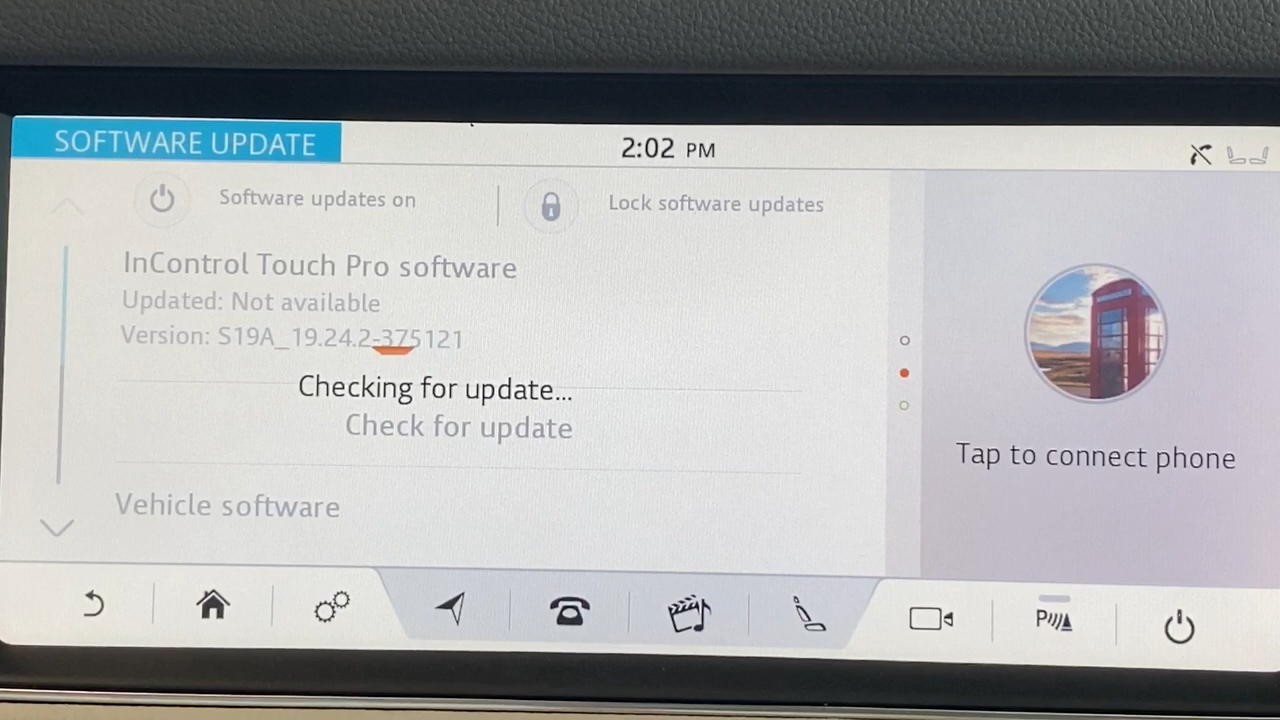 SOFTWARE UPDATE
2:02 PM
Software updates on
Lock software updates
InControl Touch Pro software
Updated: Not available
Version: S19A_19.24.2-375121
Checking for update...
Check for update
Vehicle software
Tap to connect phone
P